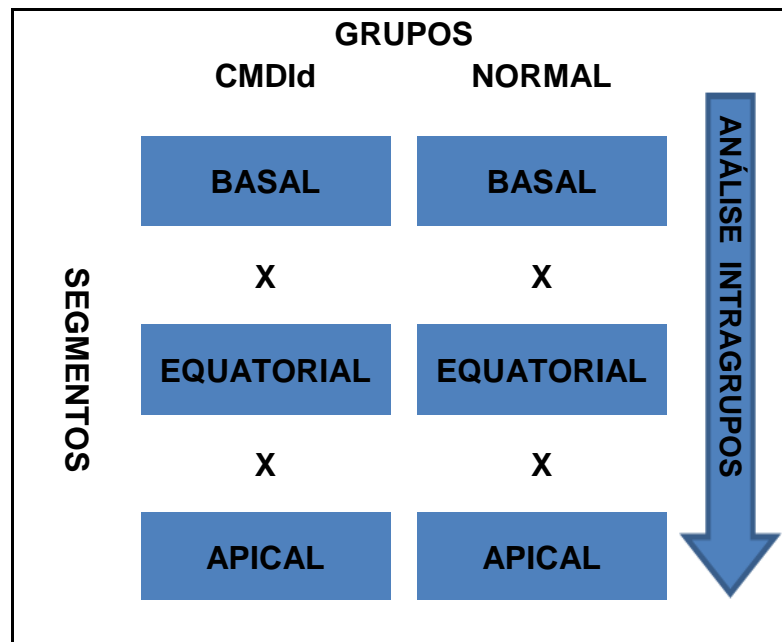 GRUPOS
CMDId NORMAL
BASAL BASAL
X X
EQUATORIAL EQUATORIAL
X X
APICAL APICAL
SEGMENTOS
ANÁLISE INTRAGRUPOS